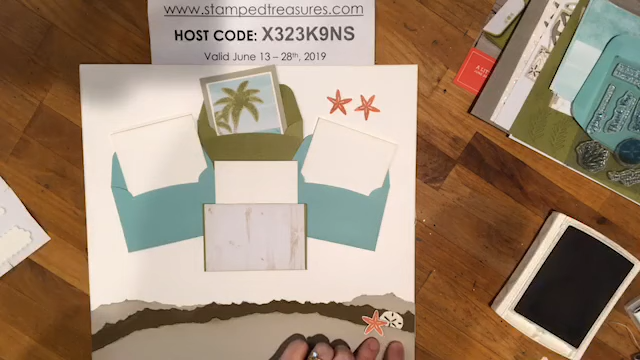 www.stampedtreasures.com
HOST CODE: X323K9NS
Valid June 13 – 28th, 2019